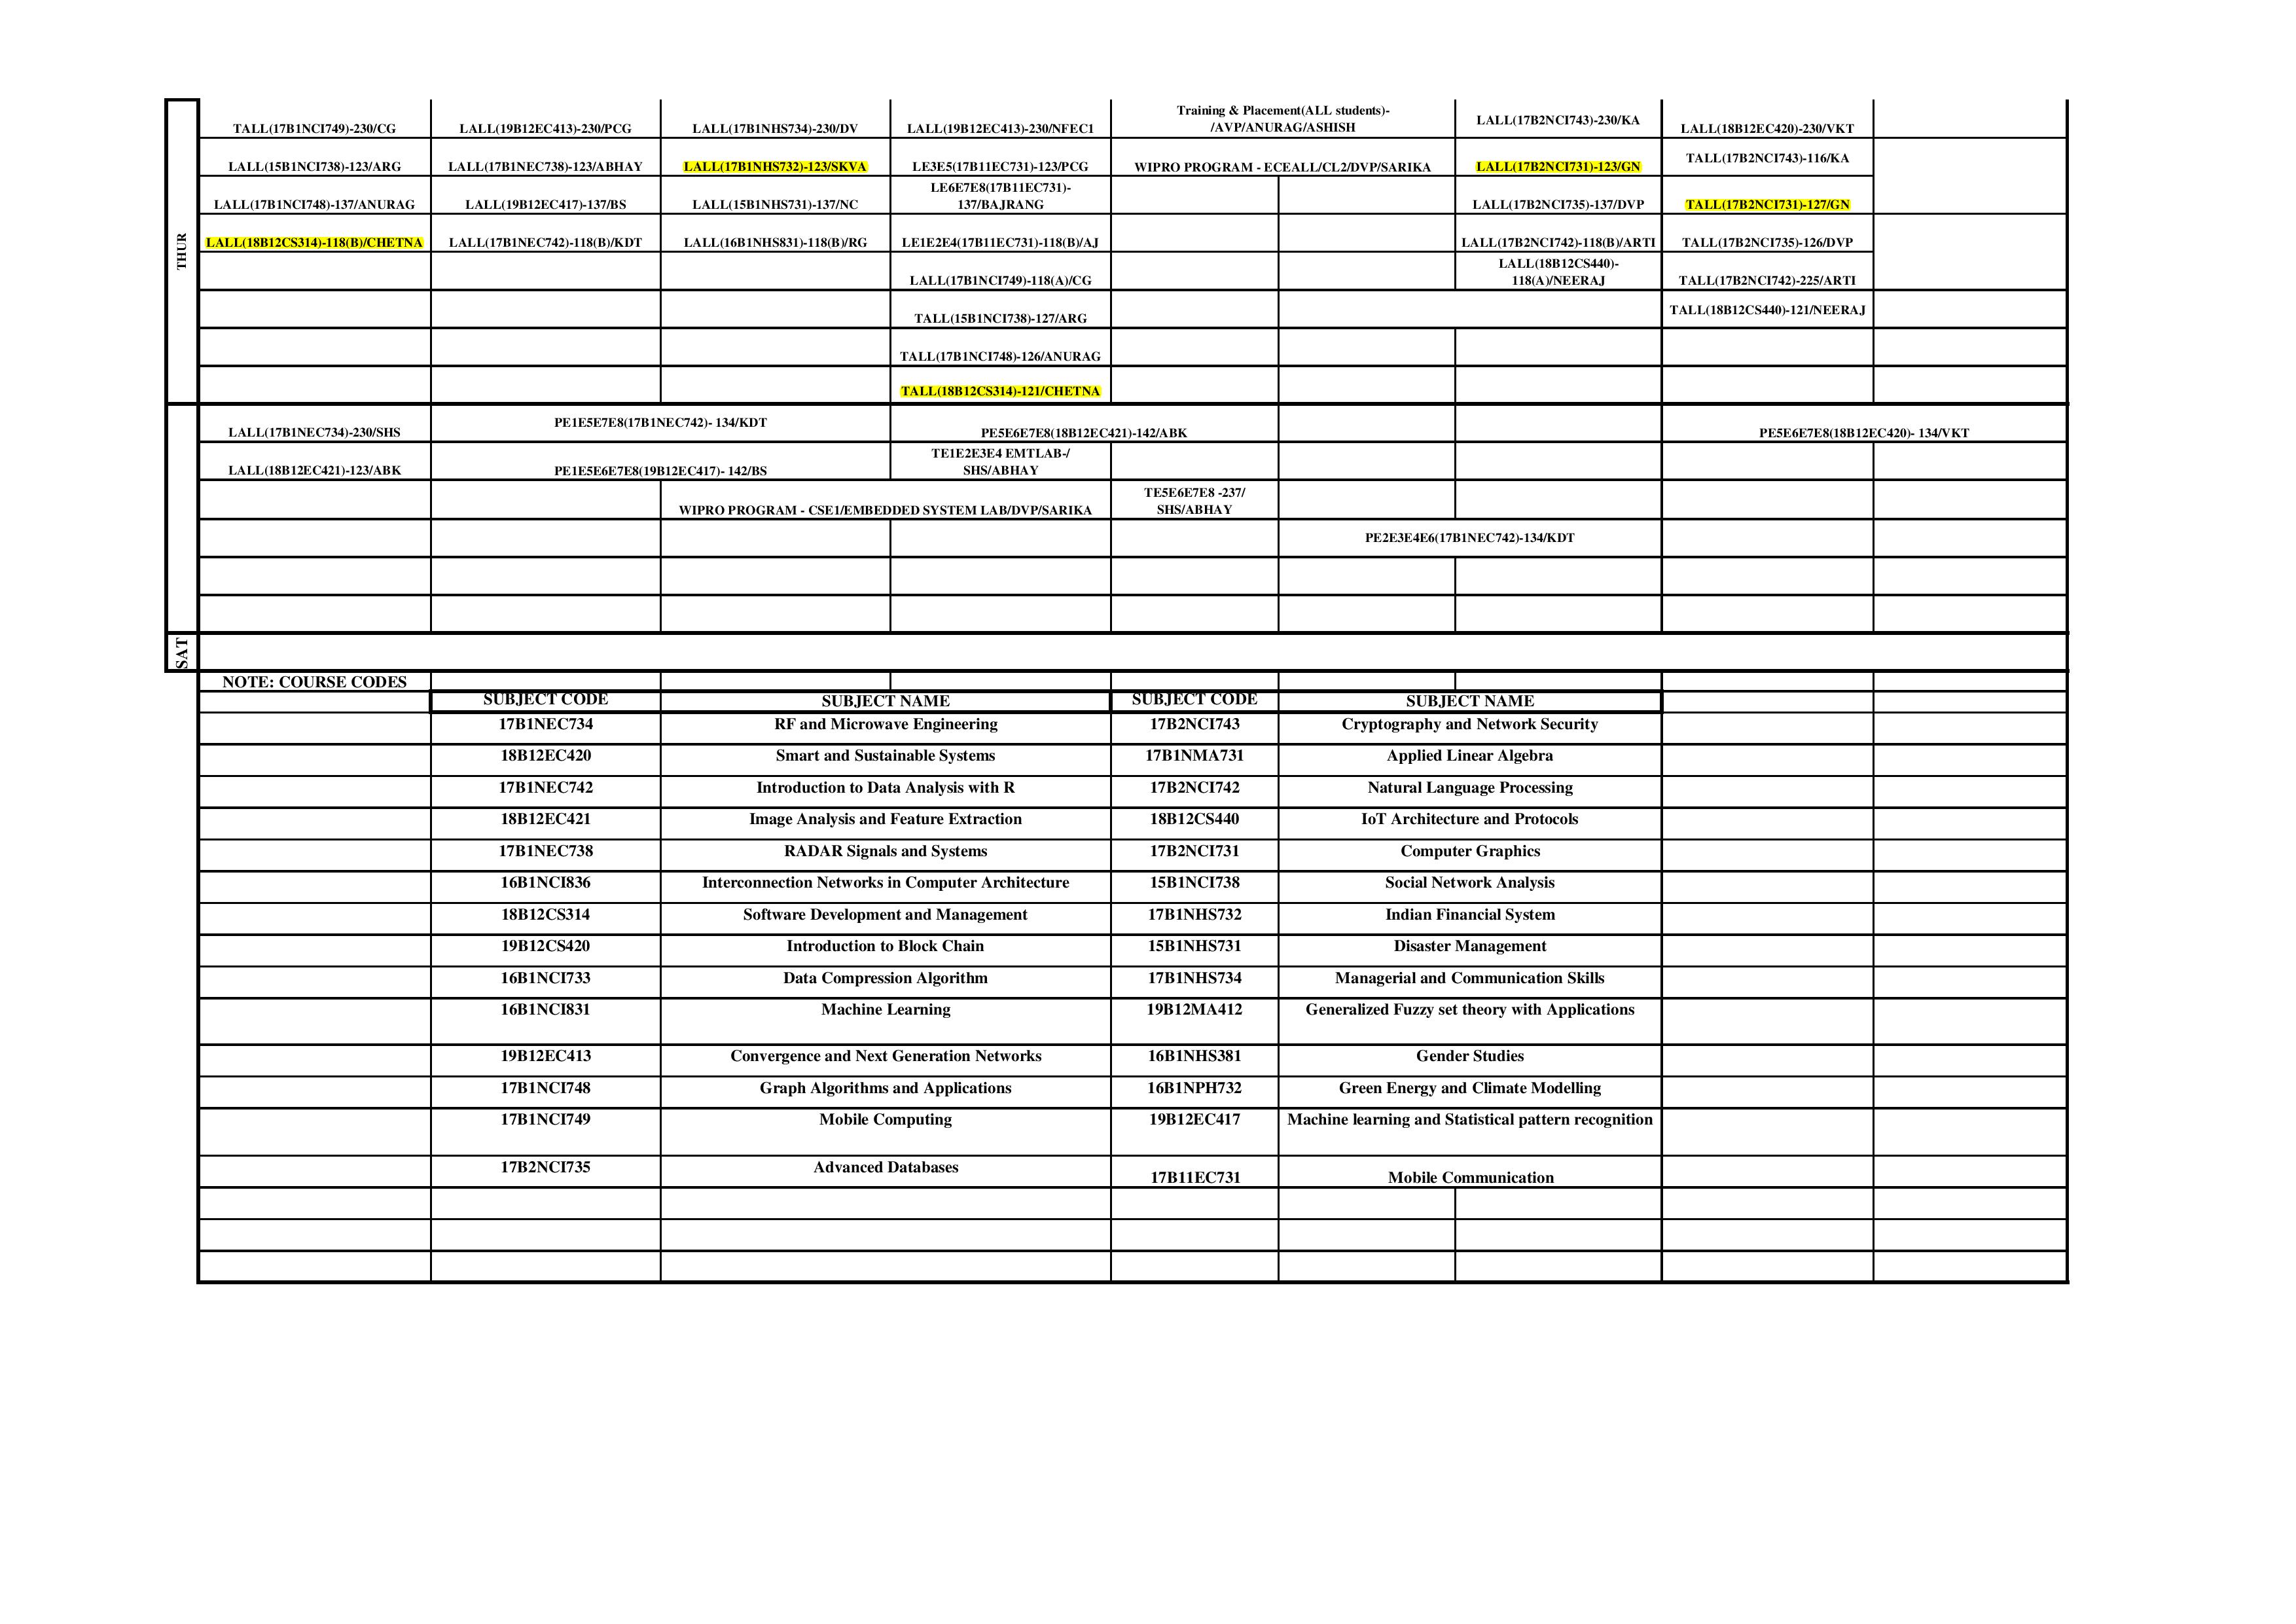 THUR
TALL(17B1NCI749)-230/CG
LALL(19B12EC413)-230/PCG
LALL(17B1NHS734)-230/DV
LALL(19B12EC413)-230/NFEC1
Training & Placement(ALL students)-
/AVP/ANURAG/ASHISH
LALL(17B2NCI743)-230/KA
LALL(18B12EC420)-230/VKT
LALL(15B1NCI738)-123/ARG
LALL(17B1NEC738)-123/ABHAY
LALL(17B1NHS732)-123/SKVA
LE3E5(17B11EC731)-123/PCG
WIPRO PROGRAM - ECEALL/CL2/DVP/SARIKA
LALL(17B2NCI731)-123/GN
TALL(17B2NCI743)-116/KA
LALL(17B1NCI748)-137/ANURAG
LALL(19B12EC417)-137/BS
LALL(15B1NHS731)-137/NC
LE6E7E8(17B11EC731)-
137/BAJRANG
LALL(17B2NCI735)-137/DVP
TALL(17B2NCI731)-127/GN
LALL(18B12CS314)-118(B)/CHETNA
LALL(17B1NEC742)-118(B)/KDT
LALL(16B1NHS831)-118(B)/RG
LE1E2E4(17B11EC731)-118(B)/AJ
LALL(17B2NCI742)-118(B)/ARTI
TALL(17B2NCI735)-126/DVP
LALL(17B1NCI749)-118(A)/CG
LALL(18B12CS440)-
118(A)/NEERAJ
TALL(17B2NCI742)-225/ARTI
TALL(15B1NCI738)-127/ARG
TALL(18B12CS440)-121/NEERAJ
TALL(17B1NCI748)-126/ANURAG
TALL(18B12CS314)-121/CHETNA
LALL(17B1NEC734)-230/SHS
PE1E5E7E8(17B1NEC742)- 134/KDT
PE5E6E7E8(18B12EC421)-142/ABK
PE5E6E7E8(18B12EC420)- 134/VKT
LALL(18B12EC421)-123/ABK
PE1E5E6E7E8(19B12EC417)- 142/BS
TE1E2E3E4 EMTLAB-/
SHS/ABHAY
WIPRO PROGRAM - CSE1/EMBEDDED SYSTEM LAB/DVP/SARIKA
TE5E6E7E8 -237/
SHS/ABHAY
PE2E3E4E6(17B1NEC742)-134/KDT
SAT
NOTE: COURSE CODES
SUBJECT CODE
SUBJECT NAME
SUBJECT CODE
SUBJECT NAME
17B1NEC734
RF and Microwave Engineering
17B2NCI743
Cryptography and Network Security
18B12EC420
Smart and Sustainable Systems
17B1NMA731
Applied Linear Algebra
17B1NEC742
Introduction to Data Analysis with R
17B2NCI742
Natural Language Processing
18B12EC421
Image Analysis and Feature Extraction
18B12CS440
IoT Architecture and Protocols
17B1NEC738
RADAR Signals and Systems
17B2NCI731
Computer Graphics
16B1NCI836
Interconnection Networks in Computer Architecture
15B1NCI738
Social Network Analysis
18B12CS314
Software Development and Management
17B1NHS732
Indian Financial System
19B12CS420
Introduction to Block Chain
15B1NHS731
Disaster Management
16B1NCI733
Data Compression Algorithm
17B1NHS734
Managerial and Communication Skills
16B1NCI831
Machine Learning
19B12MA412
Generalized Fuzzy set theory with Applications
19B12EC413
Convergence and Next Generation Networks
16B1NHS381
Gender Studies
17B1NCI748
Graph Algorithms and Applications
16B1NPH732
Green Energy and Climate Modelling
17B1NCI749
Mobile Computing
19B12EC417
Machine learning and Statistical pattern recognition
17B2NCI735
Advanced Databases
17B11EC731
Mobile Communication